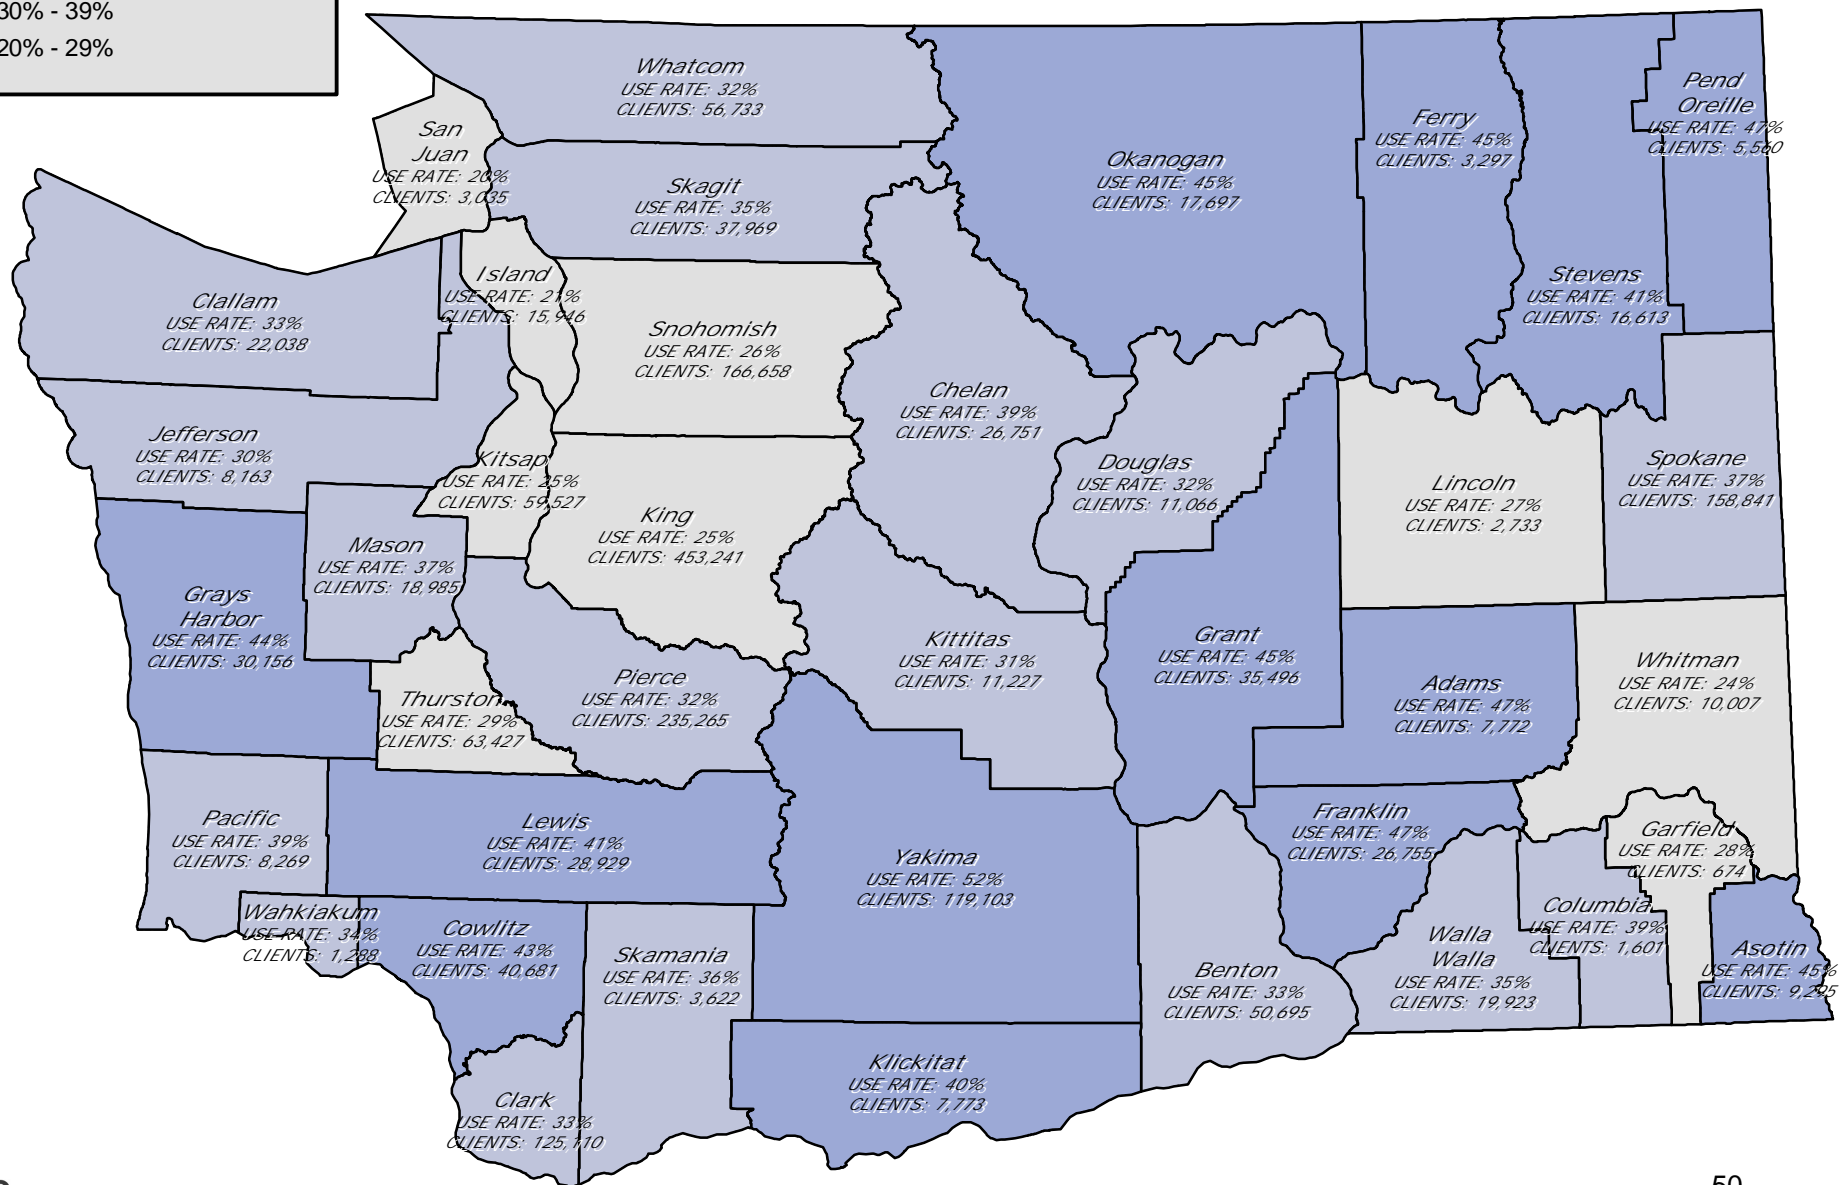 30% - 39%
20% - 29%
Whatcom
USE RATE: 32%
CLIENTS: 56,733
San
Juan
USE RATE: 20%
CLIENTS: 3,035
Skagit
USE RATE: 35%
CLIENTS: 37,969
Okanogan
USE RATE: 45%
CLIENTS: 17,697
Ferry
USE RATE: 45%
CLIENTS: 3,297
Pend
Oreille
USE RATE: 47%
CLIENTS: 5,560
Stevens
USE RATE: 41%
CLIENTS: 16,613
Clallam
USE RATE: 33%
CLIENTS: 22,038
Island
USE RATE: 21%
CLIENTS: 15,946
Snohomish
USE RATE: 26%
CLIENTS: 166,658
Chelan
USE RATE: 39%
CLIENTS: 26,751
Jefferson
USE RATE: 30%
CLIENTS: 8,163
Kitsap
USE RATE: 25%
CLIENTS: 59,527
King
USE RATE: 25%
CLIENTS: 453,241
Douglas
USE RATE: 32%
CLIENTS: 11,066
Lincoln
USE RATE: 27%
CLIENTS: 2,733
Spokane
USE RATE: 37%
CLIENTS: 158,841
Mason
USE RATE: 37%
CLIENTS: 18,985
Grays
Harbor
USE RATE: 44%
CLIENTS: 30,156
Thurston
USE RATE: 29%
CLIENTS: 63,427
Pierce
USE RATE: 32%
CLIENTS: 235,265
Kittitas
USE RATE: 31%
CLIENTS: 11,227
Grant
USE RATE: 45%
CLIENTS: 35,496
Adams
USE RATE: 47%
CLIENTS: 7,772
Whitman
USE RATE: 24%
CLIENTS: 10,007
Pacific
USE RATE: 39%
CLIENTS: 8,269
Lewis
USE RATE: 41%
CLIENTS: 28,929
Yakima
USE RATE: 52%
CLIENTS: 119,103
Franklin
USE RATE: 47%
CLIENTS: 26,755
Garfield
USE RATE: 28%
CLIENTS: 674
Wahkiakum
USE RATE: 34%
CLIENTS: 1,288
Cowlitz
USE RATE: 43%
CLIENTS: 40,681
Skamania
USE RATE: 36%
CLIENTS: 3,622
Benton
USE RATE: 33%
CLIENTS: 50,695
Walla
Walla
USE RATE: 35%
CLIENTS: 19,923
Columbia
USE RATE: 39%
CLIENTS: 1,601
Asotin
USE RATE: 45%
CLIENTS: 9,295
Klickitat
USE RATE: 40%
CLIENTS: 7,773
Clark
USE RATE: 33%
CLIENTS: 125,110